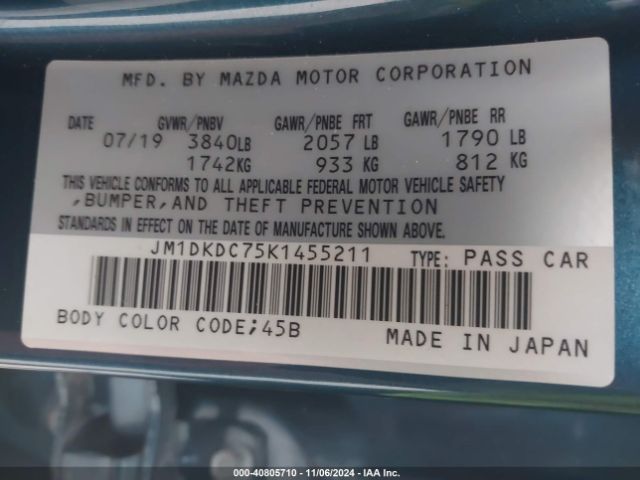 MFD. BY MAZDA MOTOR CORPORATION
DATE GVWR/PNBV GAWR/PNBE FRT GAWR/PNBE RR
07/19 3840LB 2057 LB 1790 LB
1742KG 933 KG 812 KG
THIS VEHICLE CONFORMS TO ALL APPLICABLE FEDERAL MOTOR VEHICLE SAFETY
,BUMPER,AND THEFT PREVENTION
STANDARDS IN EFFECT ON THE DATE OF MANUFACTURE SHOWN ABOVE.
JM1DKDC75K1455211 TYPE: PASS CAR
BODY COLOR CODE;45B MADE IN JAPAN
000-40805710 - 11/06/2024 - IAA Inc.